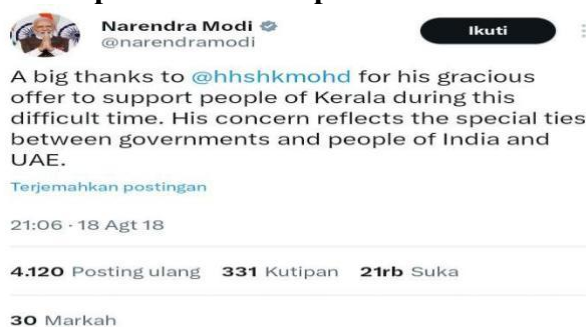 Narendra Modi
@narendramodi
Ikuti
A big thanks to @hhshkmohd for his gracious
offer to support people of Kerala during this
difficult time. His concern reflects the special ties
between governments and people of India and
UAE.
Terjemahkan postingan
21:06 · 18 Agt 18
4.120 Posting ulang 331 Kutipan 21rb Suka
30 Markah